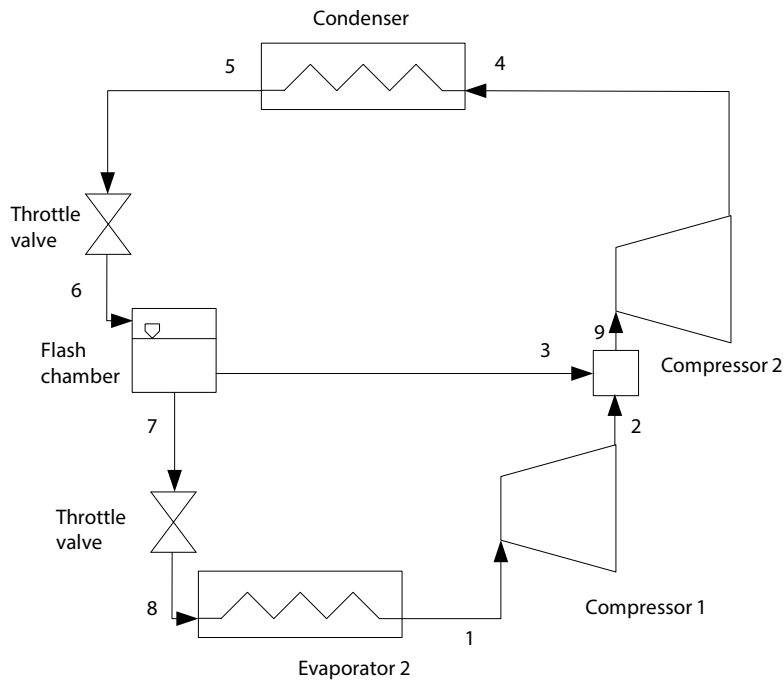 Condenser
5
4
Throttle
valve
6
Flash
chamber
3
9
Compressor 2
7
2
Throttle
valve
8
1
Compressor 1
Evaporator 2